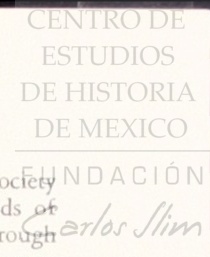 CENTRO DE
ESTUDIOS
DE HISTORIA
DE MEXICO
FUNDACIÓN
ociety
Carlos Slim
ds of
rough